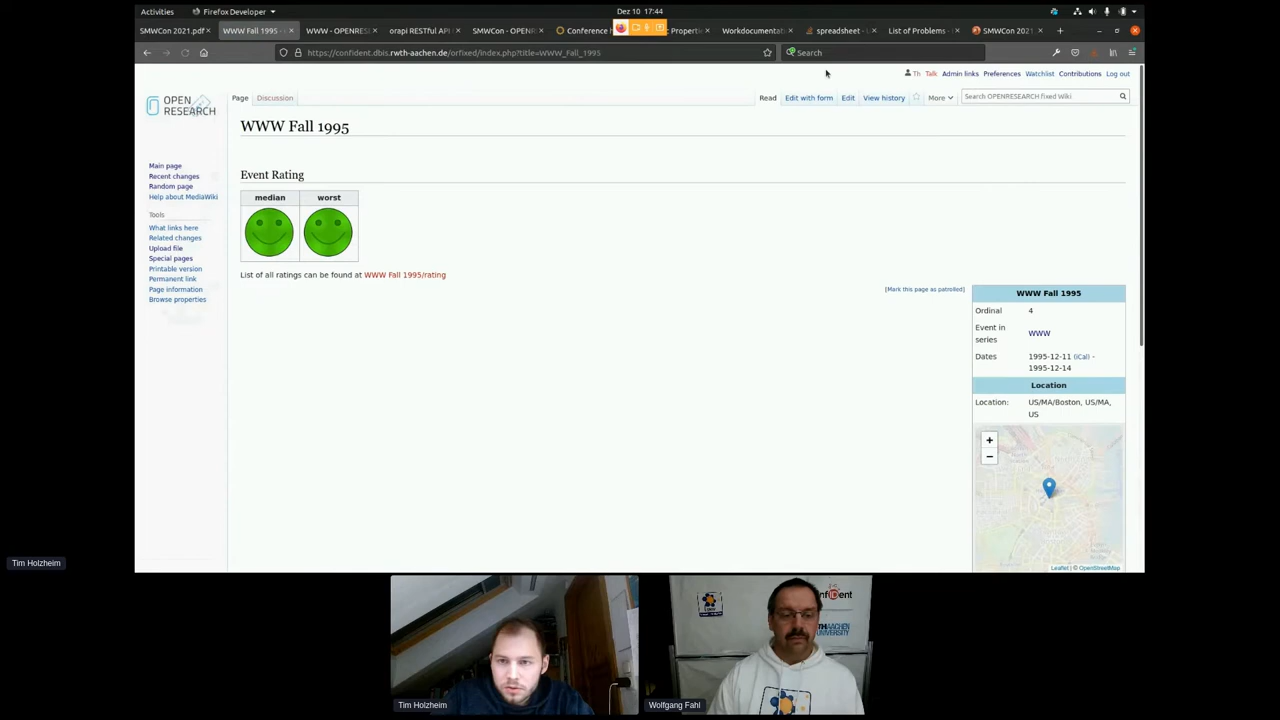 Activities
Firefox Developer
Dez 10 17:44
SMWCon 2021.pdf
WWW Fall 1995 -
WWW - OPENRES
orapi RESTful API
SMWCon - OPENR
Conference
Properti
Workdocumentati
spreadsheet -
List of Problems
SMWCon 2021
https://confident.dbis.rwth-aachen.de/orfixed/index.php?title=WWW_Fall_1995
Search
Th Talk Admin links Preferences Watchlist Contributions Log out
OPEN
RESEARCH
Page Discussion
Read Edit with form Edit View history More
Search OPENRESEARCH fixed Wiki
WWW Fall 1995
Main page
Recent changes
Random page
Help about MediaWiki
Tools
What links here
Related changes
Upload file
Special pages
Printable version
Permanent link
Page information
Browse properties
Event Rating
median worst
List of all ratings can be found at WWW Fall 1995/rating
[Mark this page as patrolled]
WWW Fall 1995
Ordinal 4
Event in series WWW
Dates 1995-12-11 (iCal) -
1995-12-14
Location
Location: US/MA/Boston, US/MA,
US
+
−
Leaflet | © OpenStreetMap
Tim Holzheim
Tim Holzheim
Wolfgang Fahl